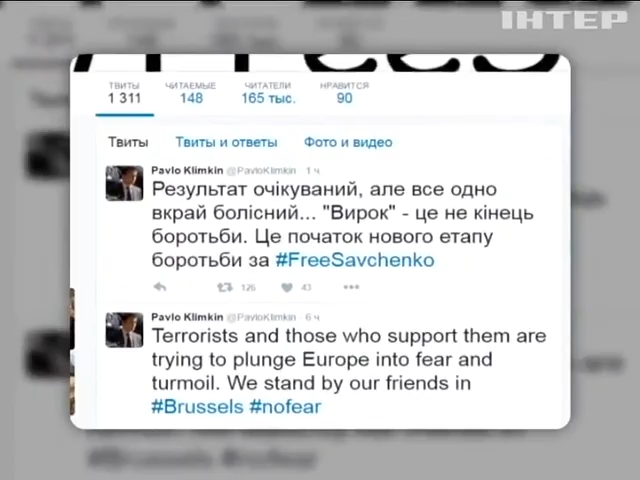 ІНТЕР
ТВИТЫ ЧИТАЕМЫЕ ЧИТАТЕЛИ НРАВИТСЯ
1 311 148 165 тыс. 90
Твиты Твиты и ответы Фото и видео
Pavlo Klimkin @PavloKlimkin · 1 ч
Результат очікуваний, але все одно
вкрай болісний... "Вирок" - це не кінець
боротьби. Це початок нового етапу
боротьби за #FreeSavchenko
126 43
Pavlo Klimkin @PavloKlimkin · 6 ч
Terrorists and those who support them are
trying to plunge Europe into fear and
turmoil. We stand by our friends in
#Brussels #nofear